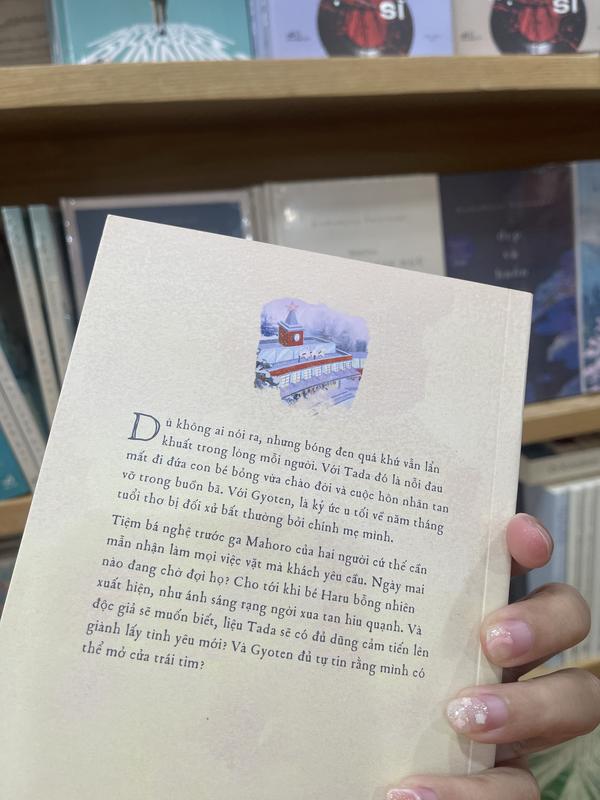 si
đẹp
và
buồn
Dù không ai nói ra, nhưng bóng đen quá khứ vẫn lẩn
khuất trong lòng mỗi người. Với Tada đó là nỗi đau
mất đi đứa con bé bỏng vừa chào đời và cuộc hôn nhân tan
vỡ trong buồn bã. Với Gyoten, là ký ức u tối về năm tháng
tuổi thơ bị đối xử bất thường bởi chính mẹ mình.
Tiệm bá nghệ trước ga Mahoro của hai người cứ thế cần
mẫn nhận làm mọi việc vặt mà khách yêu cầu. Ngày mai
nào đang chờ đợi họ? Cho tới khi bé Haru bỗng nhiên
xuất hiện, như ánh sáng rạng ngời xua tan hiu quạnh. Và
độc giả sẽ muốn biết, liệu Tada sẽ có đủ dũng cảm tiến lên
giành lấy tình yêu mới? Và Gyoten đủ tự tin rằng mình có
thể mở cửa trái tim?